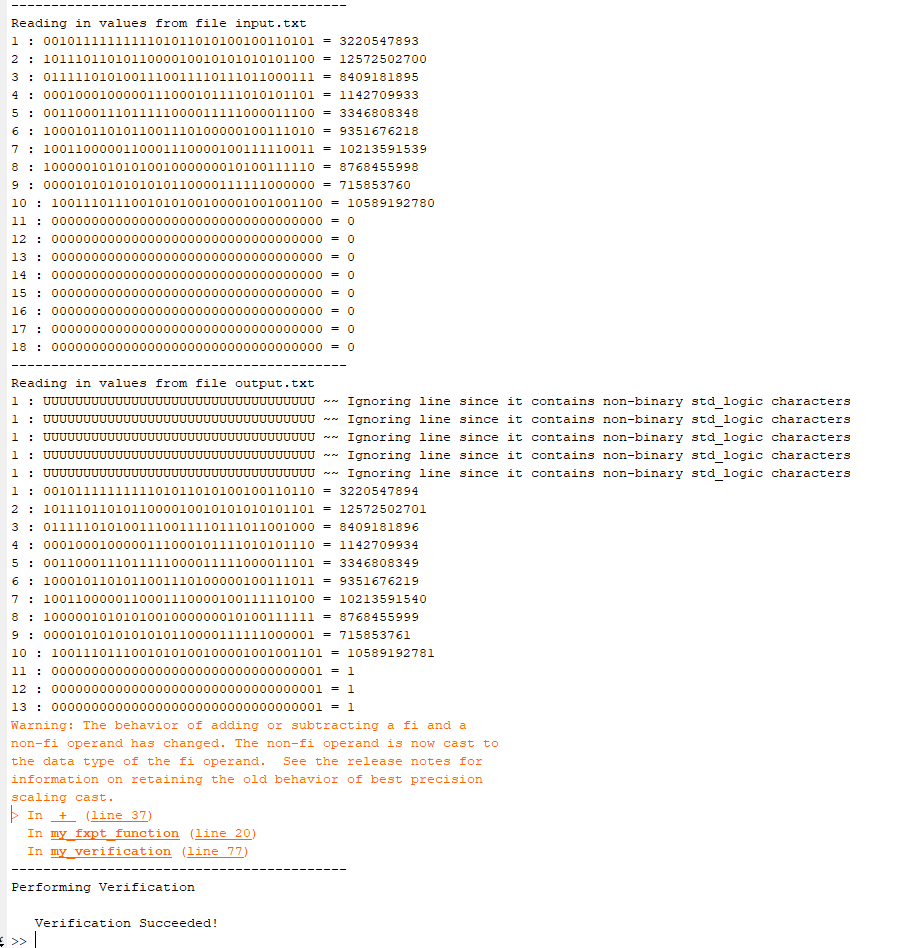 ------------------------------------------
Reading in values from file input.txt
1 : 0010111111111101011010100100110101 = 3220547893
2 : 1011101101011000010010101010101100 = 12572502700
3 : 0111110101001110011110111011000111 = 8409181895
4 : 0001000100000111000101111010101101 = 1142709933
5 : 0011000111011111000011111000011100 = 3346808348
6 : 1000101101011001110100000100111010 = 9351676218
7 : 1001100000110001110000100111110011 = 10213591539
8 : 1000001010101001000000010100111110 = 8768455998
9 : 0000101010101010110000111111000000 = 715853760
10 : 1001110111001010100100001001001100 = 10589192780
11 : 0000000000000000000000000000000000 = 0
12 : 0000000000000000000000000000000000 = 0
13 : 0000000000000000000000000000000000 = 0
14 : 0000000000000000000000000000000000 = 0
15 : 0000000000000000000000000000000000 = 0
16 : 0000000000000000000000000000000000 = 0
17 : 0000000000000000000000000000000000 = 0
18 : 0000000000000000000000000000000000 = 0
------------------------------------------
Reading in values from file output.txt
1 : UUUUUUUUUUUUUUUUUUUUUUUUUUUUUUUUUU ~~ Ignoring line since it contains non-binary std_logic characters
1 : UUUUUUUUUUUUUUUUUUUUUUUUUUUUUUUUUU ~~ Ignoring line since it contains non-binary std_logic characters
1 : UUUUUUUUUUUUUUUUUUUUUUUUUUUUUUUUUU ~~ Ignoring line since it contains non-binary std_logic characters
1 : UUUUUUUUUUUUUUUUUUUUUUUUUUUUUUUUUU ~~ Ignoring line since it contains non-binary std_logic characters
1 : UUUUUUUUUUUUUUUUUUUUUUUUUUUUUUUUUU ~~ Ignoring line since it contains non-binary std_logic characters
1 : 0010111111111101011010100100110110 = 3220547894
2 : 1011101101011000010010101010101101 = 12572502701
3 : 0111110101001110011110111011001000 = 8409181896
4 : 0001000100000111000101111010101110 = 1142709934
5 : 0011000111011111000011111000011101 = 3346808349
6 : 1000101101011001110100000100111011 = 9351676219
7 : 1001100000110001110000100111110100 = 10213591540
8 : 1000001010101001000000010100111111 = 8768455999
9 : 0000101010101010110000111111000001 = 715853761
10 : 1001110111001010100100001001001101 = 10589192781
11 : 0000000000000000000000000000000001 = 1
12 : 0000000000000000000000000000000001 = 1
13 : 0000000000000000000000000000000001 = 1
Warning: The behavior of adding or subtracting a fi and a
non-fi operand has changed. The non-fi operand is now cast to
the data type of the fi operand.  See the release notes for
information on retaining the old behavior of best precision
scaling cast.
> In  +  (line 37)
  In my_fxpt_function (line 20)
  In my_verification (line 77)
------------------------------------------
Performing Verification
   Verification Succeeded!
>>